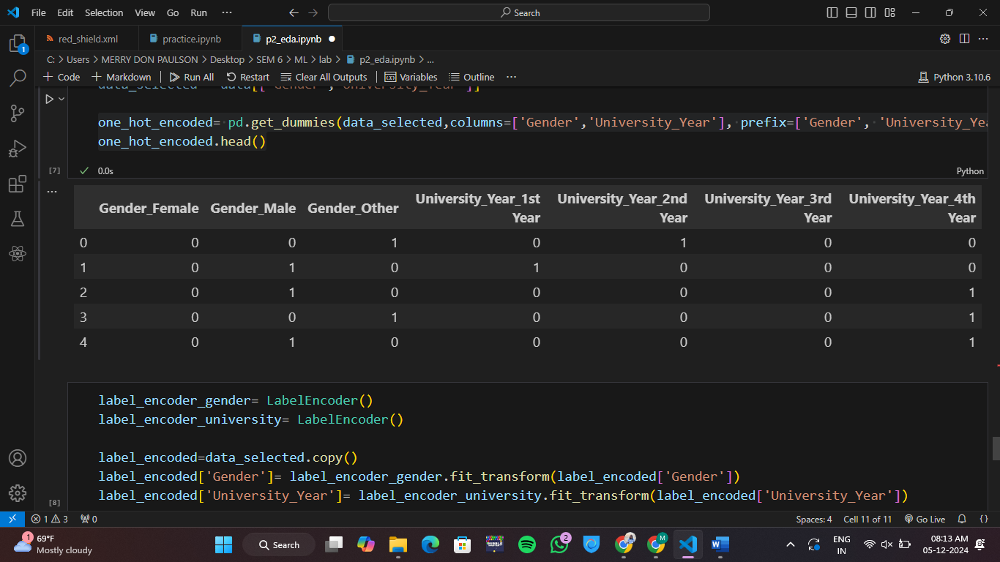 File Edit Selection View Go Run ··· Search
red_shield.xml practice.ipynb p2_eda.ipynb
C: > Users > MERRY DON PAULSON > Desktop > SEM 6 > ML > lab > p2_eda.ipynb > ...
+ Code + Markdown Run All Restart Clear All Outputs Variables Outline ··· Python 3.10.6
1
data_selected = data[['Gender','University_Year']]
one_hot_encoded= pd.get_dummies(data_selected,columns=['Gender','University_Year'], prefix=['Gender', 'University_Yea
one_hot_encoded.head()
[7] 0.0s Python
Gender_Female Gender_Male Gender_Other University_Year_1st Year University_Year_2nd Year University_Year_3rd Year University_Year_4th Year
0 0 0 1 0 1 0 0
1 0 1 0 1 0 0 0
2 0 1 0 0 0 0 1
3 0 0 1 0 0 0 1
4 0 1 0 0 0 0 1
label_encoder_gender= LabelEncoder()
label_encoder_university= LabelEncoder()
label_encoded=data_selected.copy()
label_encoded['Gender']= label_encoder_gender.fit_transform(label_encoded['Gender'])
label_encoded['University_Year']= label_encoder_university.fit_transform(label_encoded['University_Year'])
[8]
1 3 0 Spaces: 4 Cell 11 of 11 Go Live {}
1 69°F
Mostly cloudy
Search
2
M
ENG
IN
08:13 AM
05-12-2024